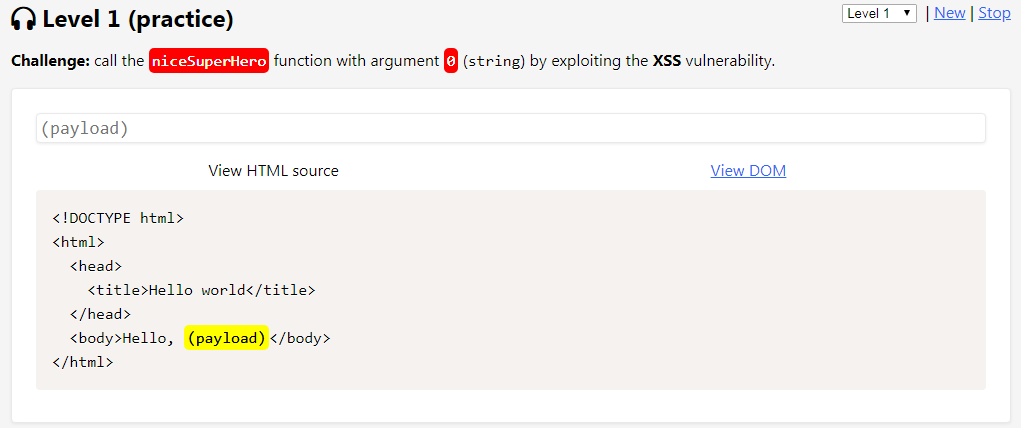 Level 1 (practice)
Level 1 | New | Stop
Challenge: call the niceSuperHero function with argument 0 (string) by exploiting the XSS vulnerability.
(payload)
View HTML source
View DOM
<!DOCTYPE html>
<html>
  <head>
    <title>Hello world</title>
  </head>
  <body>Hello, (payload)</body>
</html>